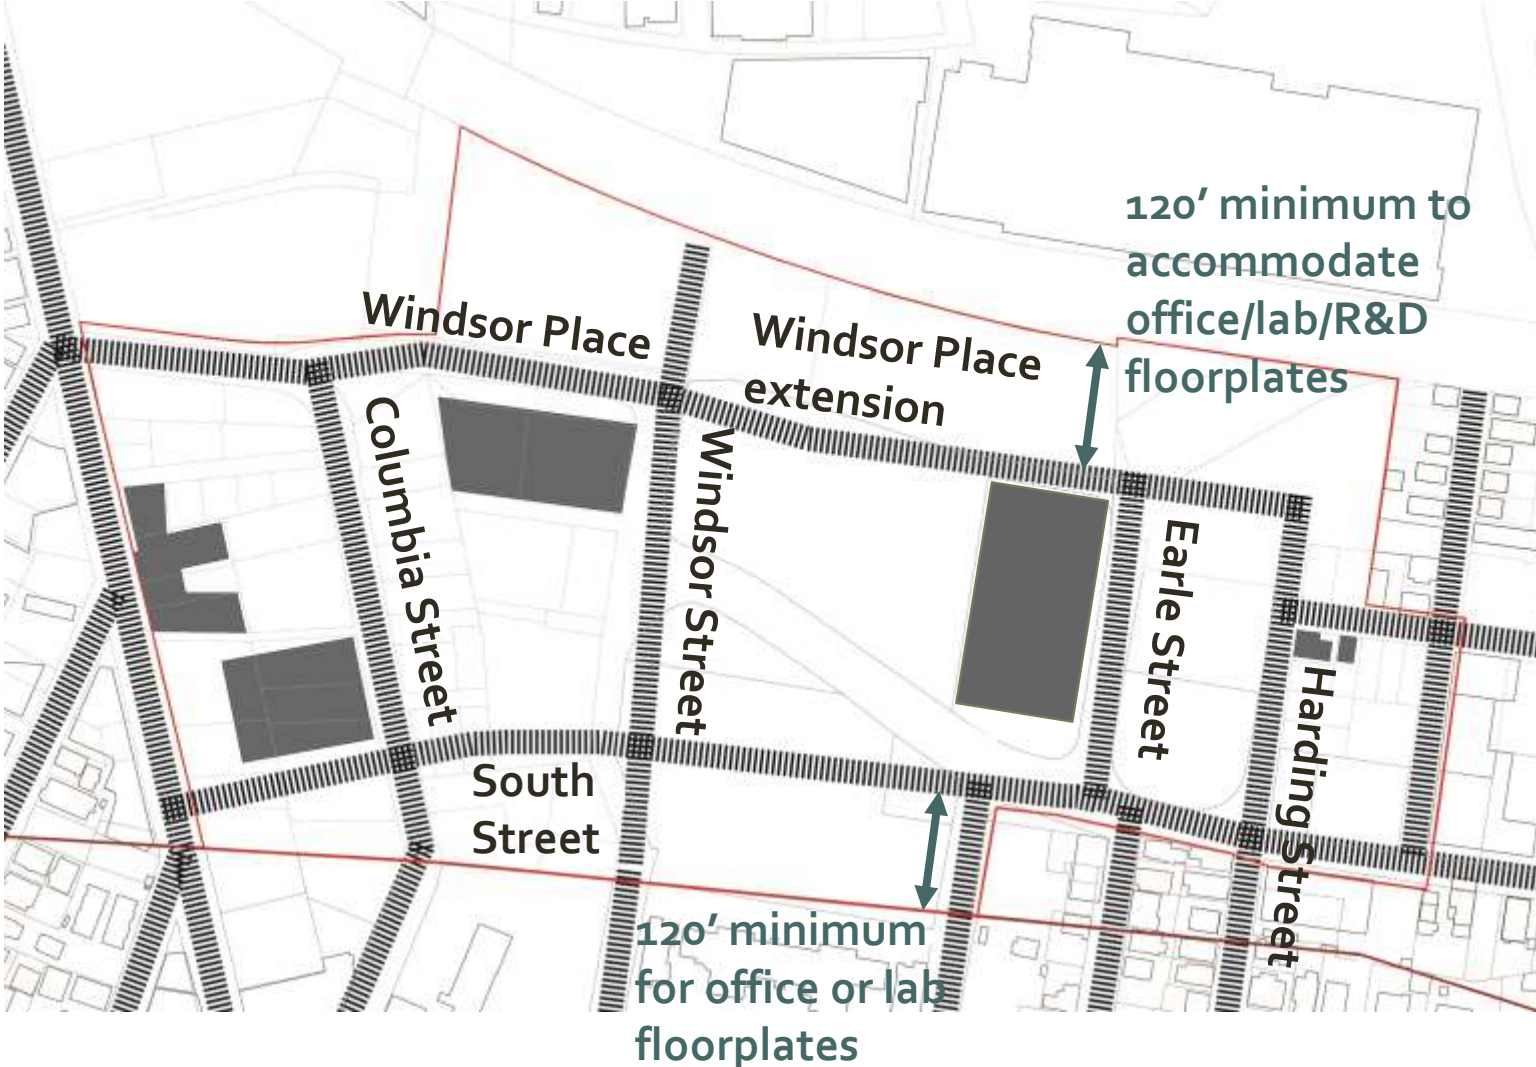 120’ minimum to
accommodate
office/lab/R&D
floorplates
Windsor Place
Windsor Place
extension
Columbia Street
Windsor Street
Earle Street
Harding Street
South
Street
120’ minimum
for office or lab
floorplates